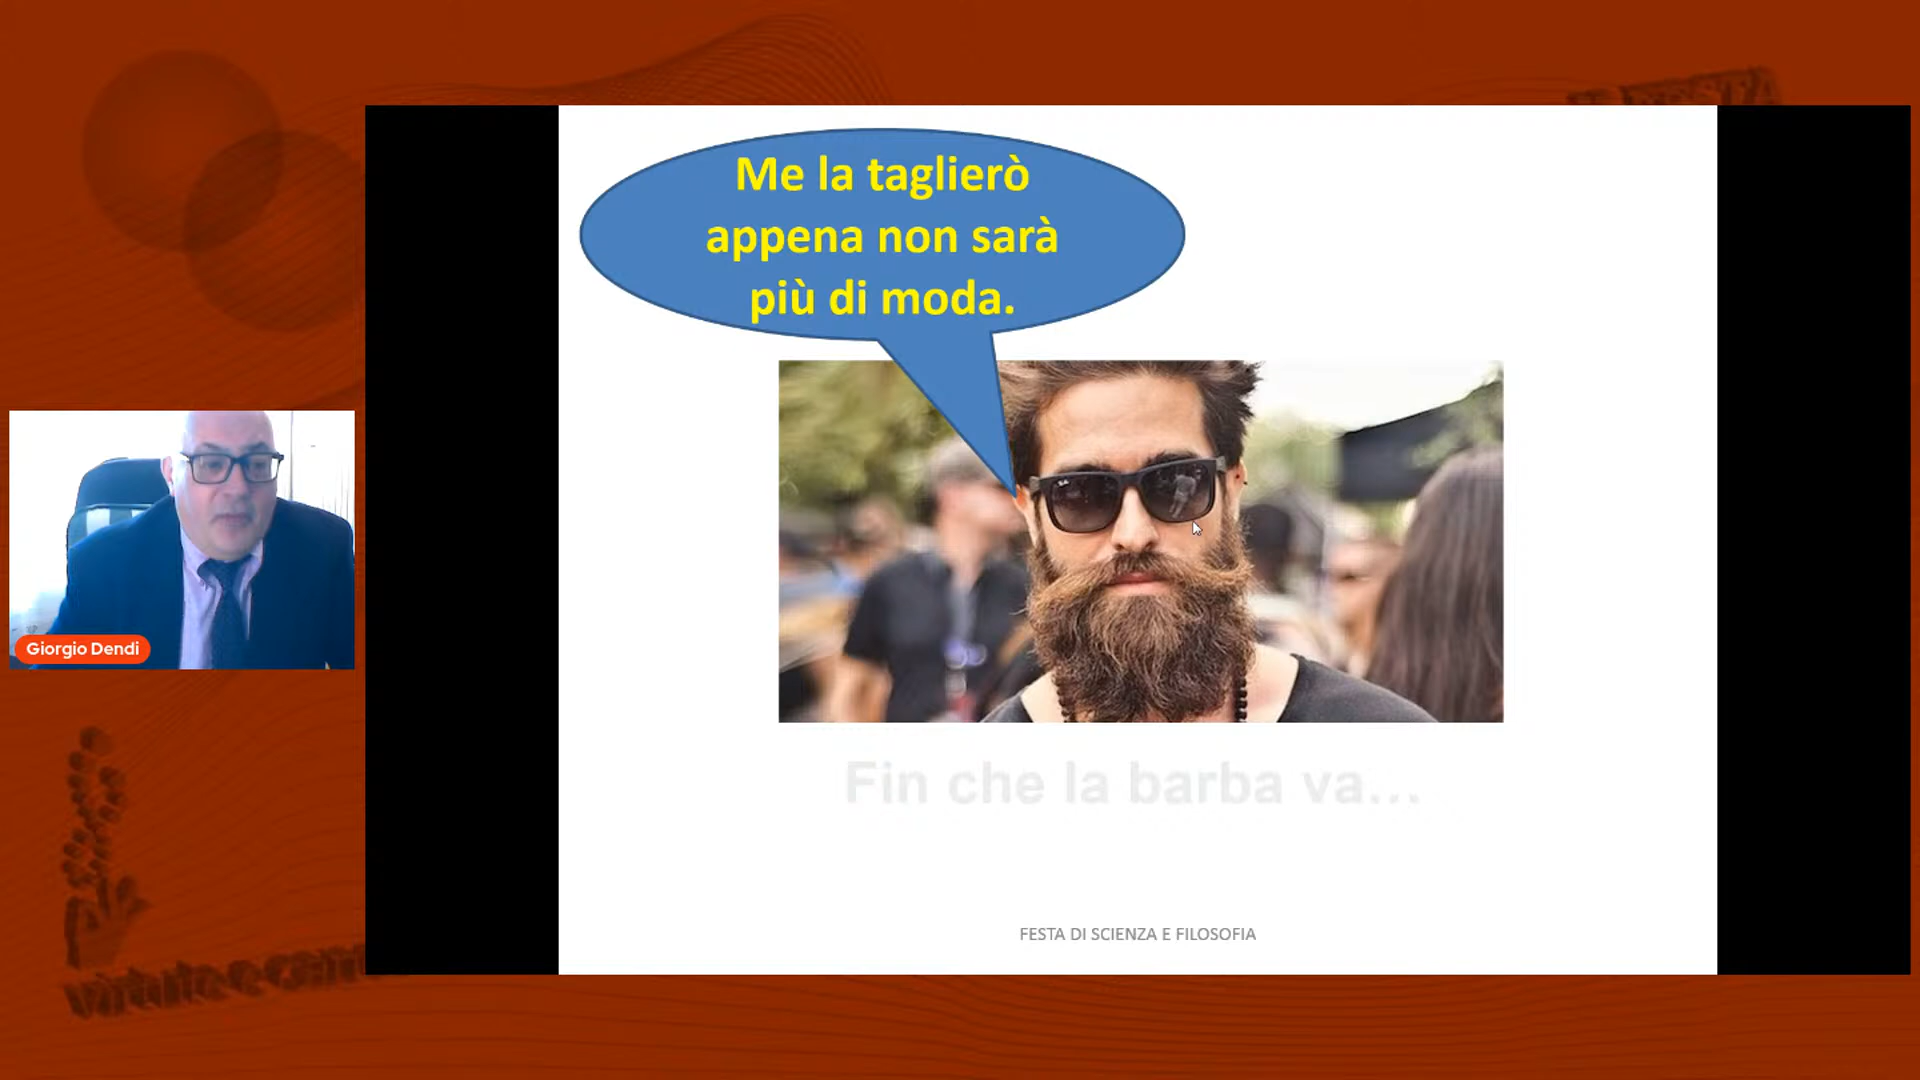 Me la taglierò
appena non sarà
più di moda.
Giorgio Dendi
Fin che la barba va...
FESTA DI SCIENZA E FILOSOFIA